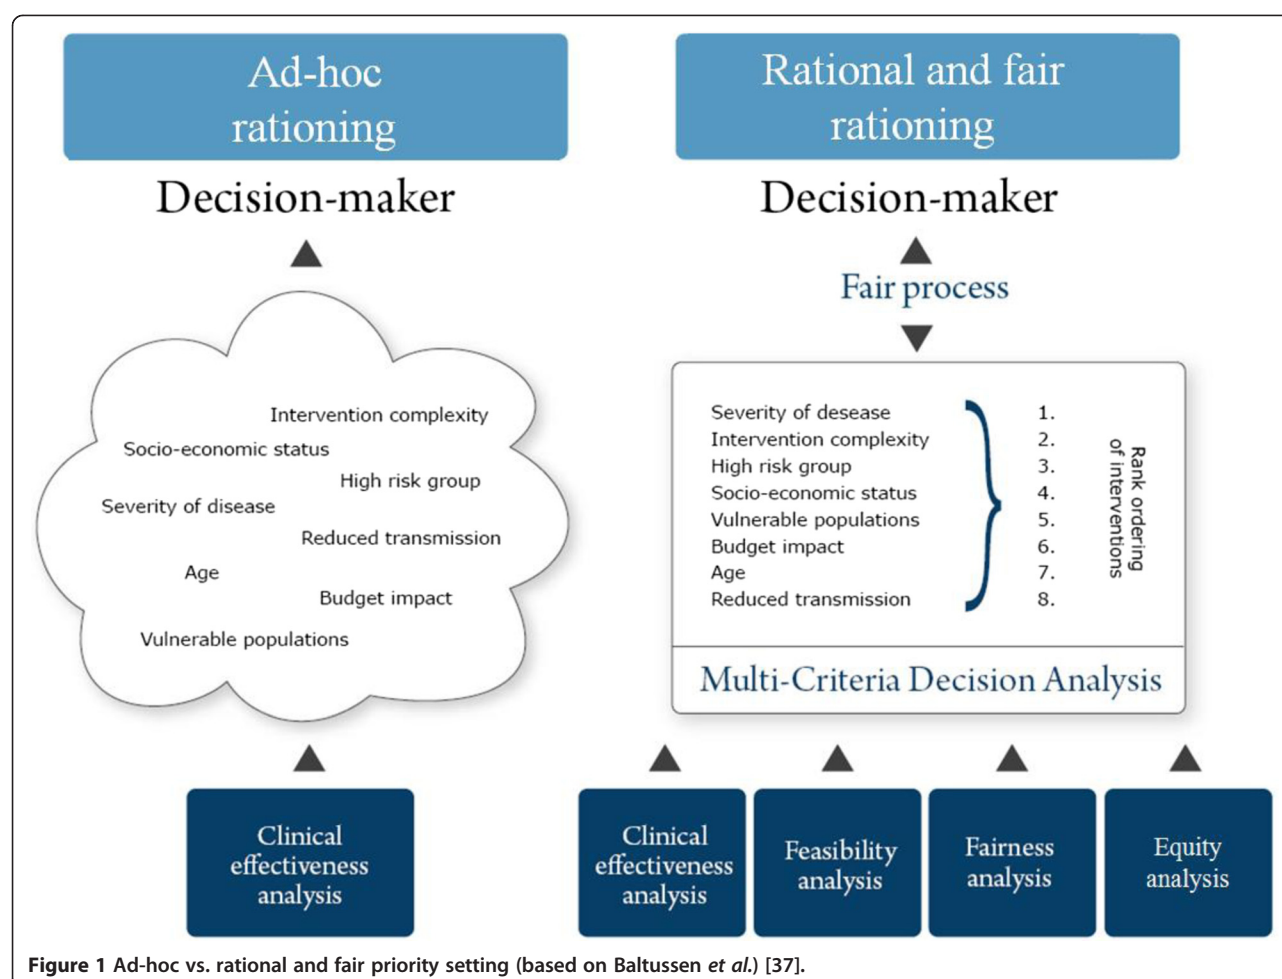 Ad-hoc
rationing
Decision-maker
Intervention complexity
Socio-economic status
High risk group
Severity of disease
Reduced transmission
Age
Budget impact
Vulnerable populations
Clinical
effectiveness
analysis
Rational and fair
rationing
Decision-maker
Fair process
Severity of desease
Intervention complexity
High risk group
Socio-economic status
Vulnerable populations
Budget impact
Age
Reduced transmission
1.
2.
3.
4.
5.
6.
7.
8.
Rank ordering
of interventions
Multi-Criteria Decision Analysis
Clinical
effectiveness
analysis
Feasibility
analysis
Fairness
analysis
Equity
analysis
Figure 1 Ad-hoc vs. rational and fair priority setting (based on Baltussen et al.) [37].